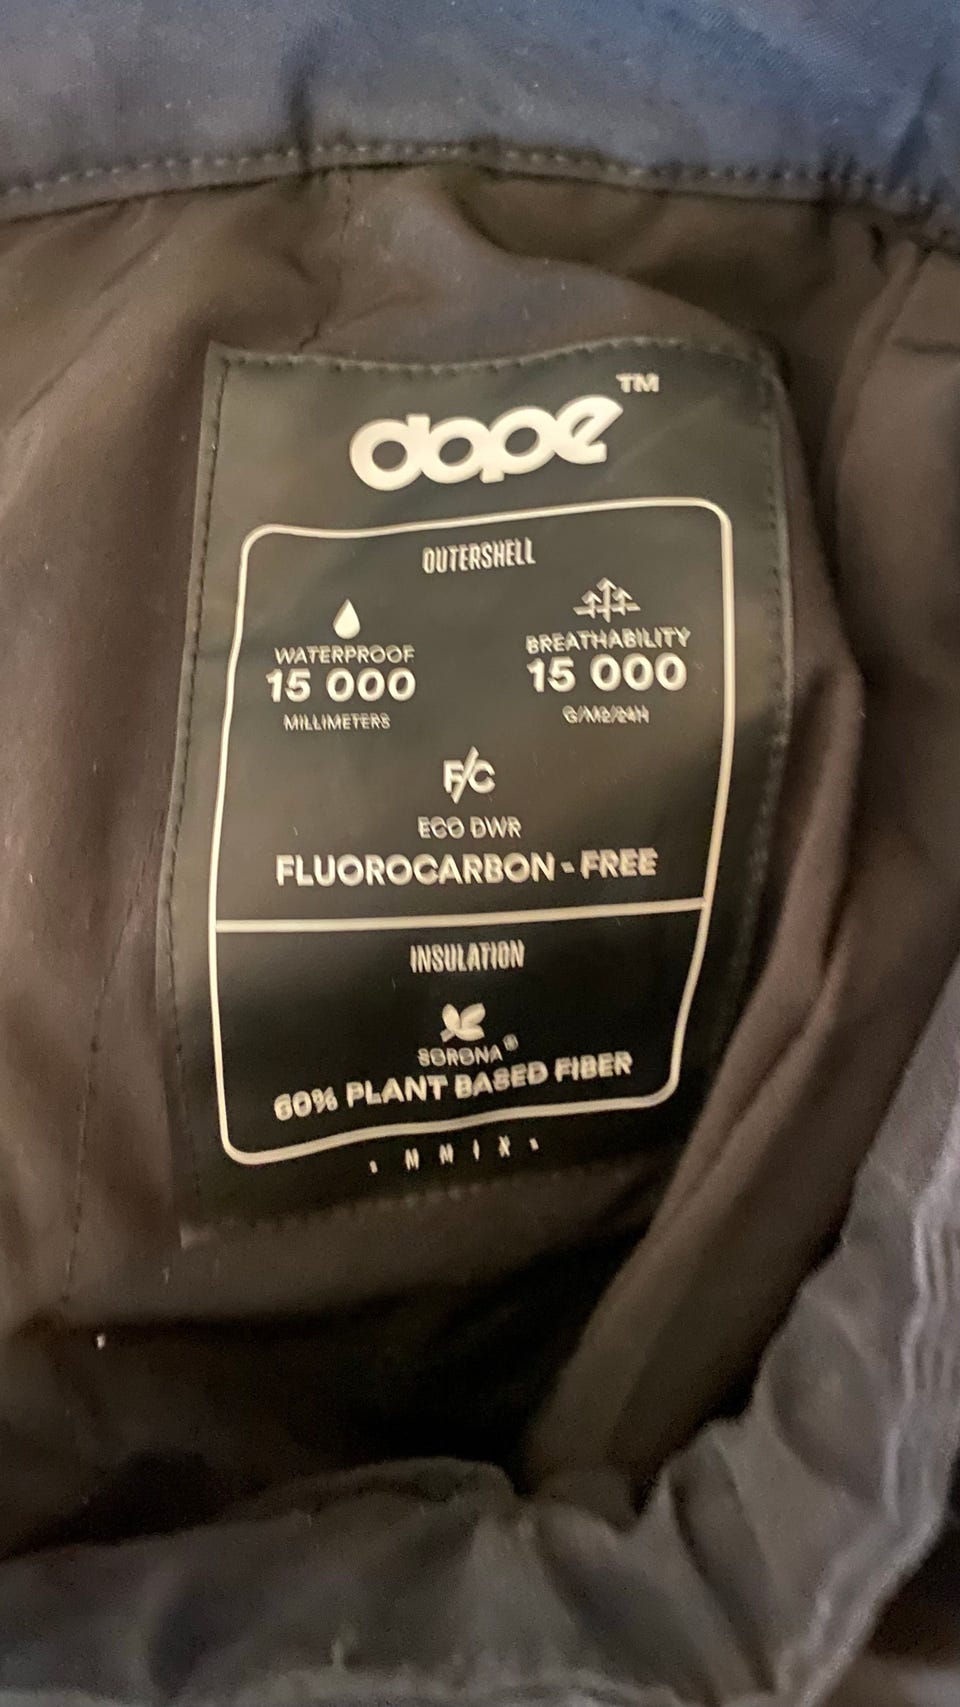 dope™
OUTERSHELL
WATERPROOF
15 000
MILLIMETERS
BREATHABILITY
15 000
G/M2/24H
F/C
ECO DWR
FLUOROCARBON - FREE
INSULATION
SORONA®
60% PLANT BASED FIBER
· M M I X ·